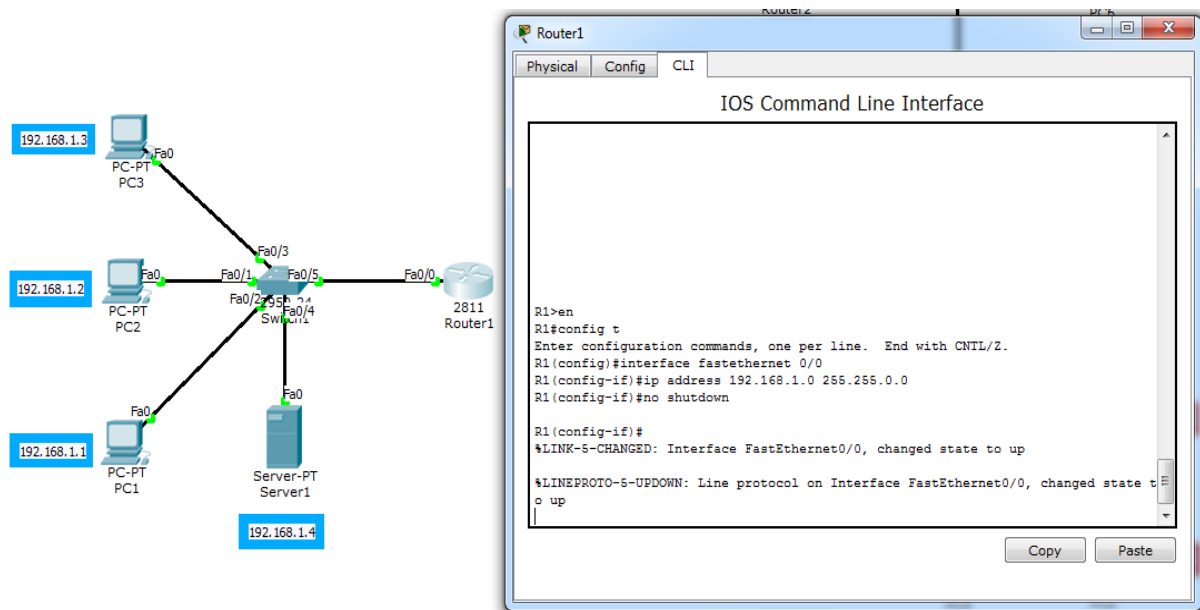 Router2
PC6
Router1
Physical Config CLI
IOS Command Line Interface
R1>en
R1#config t
Enter configuration commands, one per line.  End with CNTL/Z.
R1(config)#interface fastethernet 0/0
R1(config-if)#ip address 192.168.1.0 255.255.0.0
R1(config-if)#no shutdown
R1(config-if)#
%LINK-5-CHANGED: Interface FastEthernet0/0, changed state to up
%LINEPROTO-5-UPDOWN: Line protocol on Interface FastEthernet0/0, changed state t
o up
Copy Paste
192.168.1.3
Fa0
PC-PT
PC3
Fa0/3
192.168.1.2
Fa0
Fa0/1
Fa0/5
Fa0/0
PC-PT
PC2
Fa0/2
Fa0/4
Switch1
2811
Router1
Fa0
Fa0
192.168.1.1
PC-PT
PC1
Server-PT
Server1
192.168.1.4